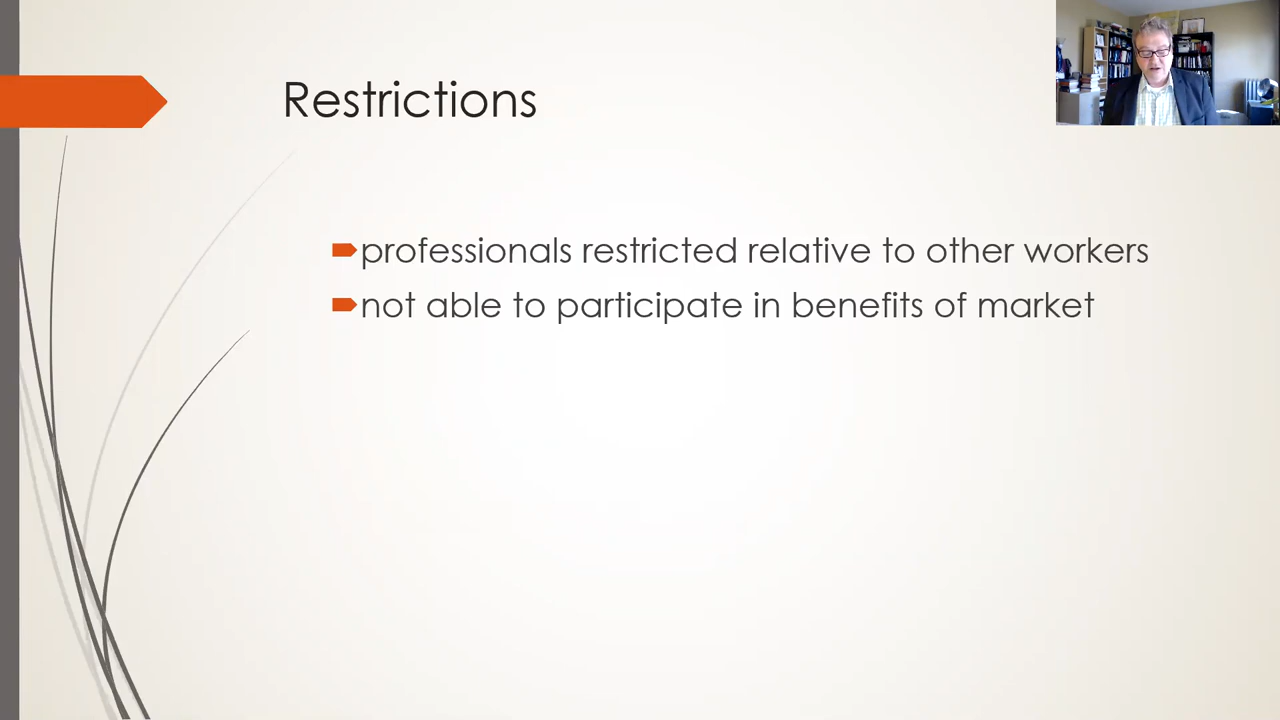 Restrictions
professionals restricted relative to other workers
not able to participate in benefits of market